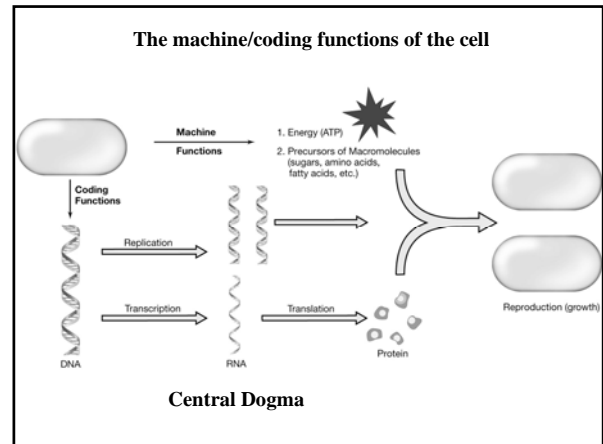 The machine/coding functions of the cell
Machine
Functions
1. Energy (ATP)
2. Precursors of Macromolecules
(sugars, amino acids,
fatty acids, etc.)
Coding
Functions
Replication
Transcription
Translation
DNA
RNA
Protein
Reproduction (growth)
Central Dogma